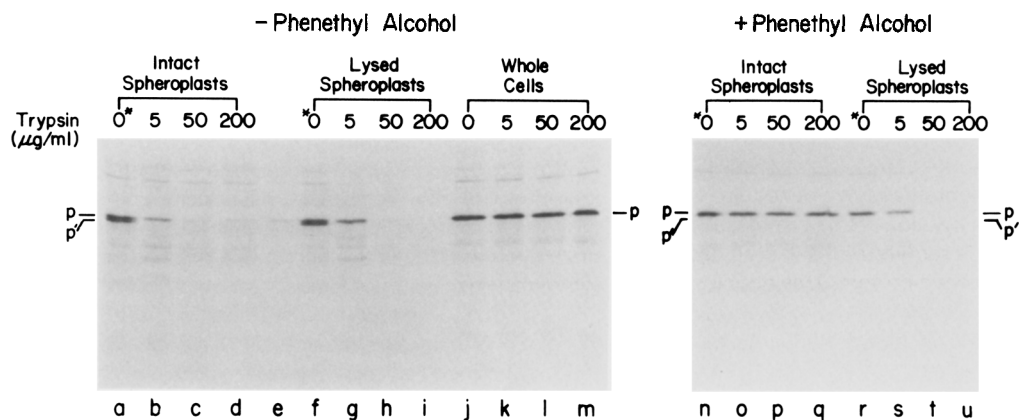 – Phenethyl Alcohol
+ Phenethyl Alcohol
Intact Spheroplasts
Lysed Spheroplasts
Whole Cells
Intact Spheroplasts
Lysed Spheroplasts
Trypsin (μg/ml)
0* 5 50 200
*0 5 50 200
0 5 50 200
*0 5 50 200
*0 5 50 200
p
p'
p
p
p'
p
p'
a b c d e f g h i j k l m
n o p q r s t u